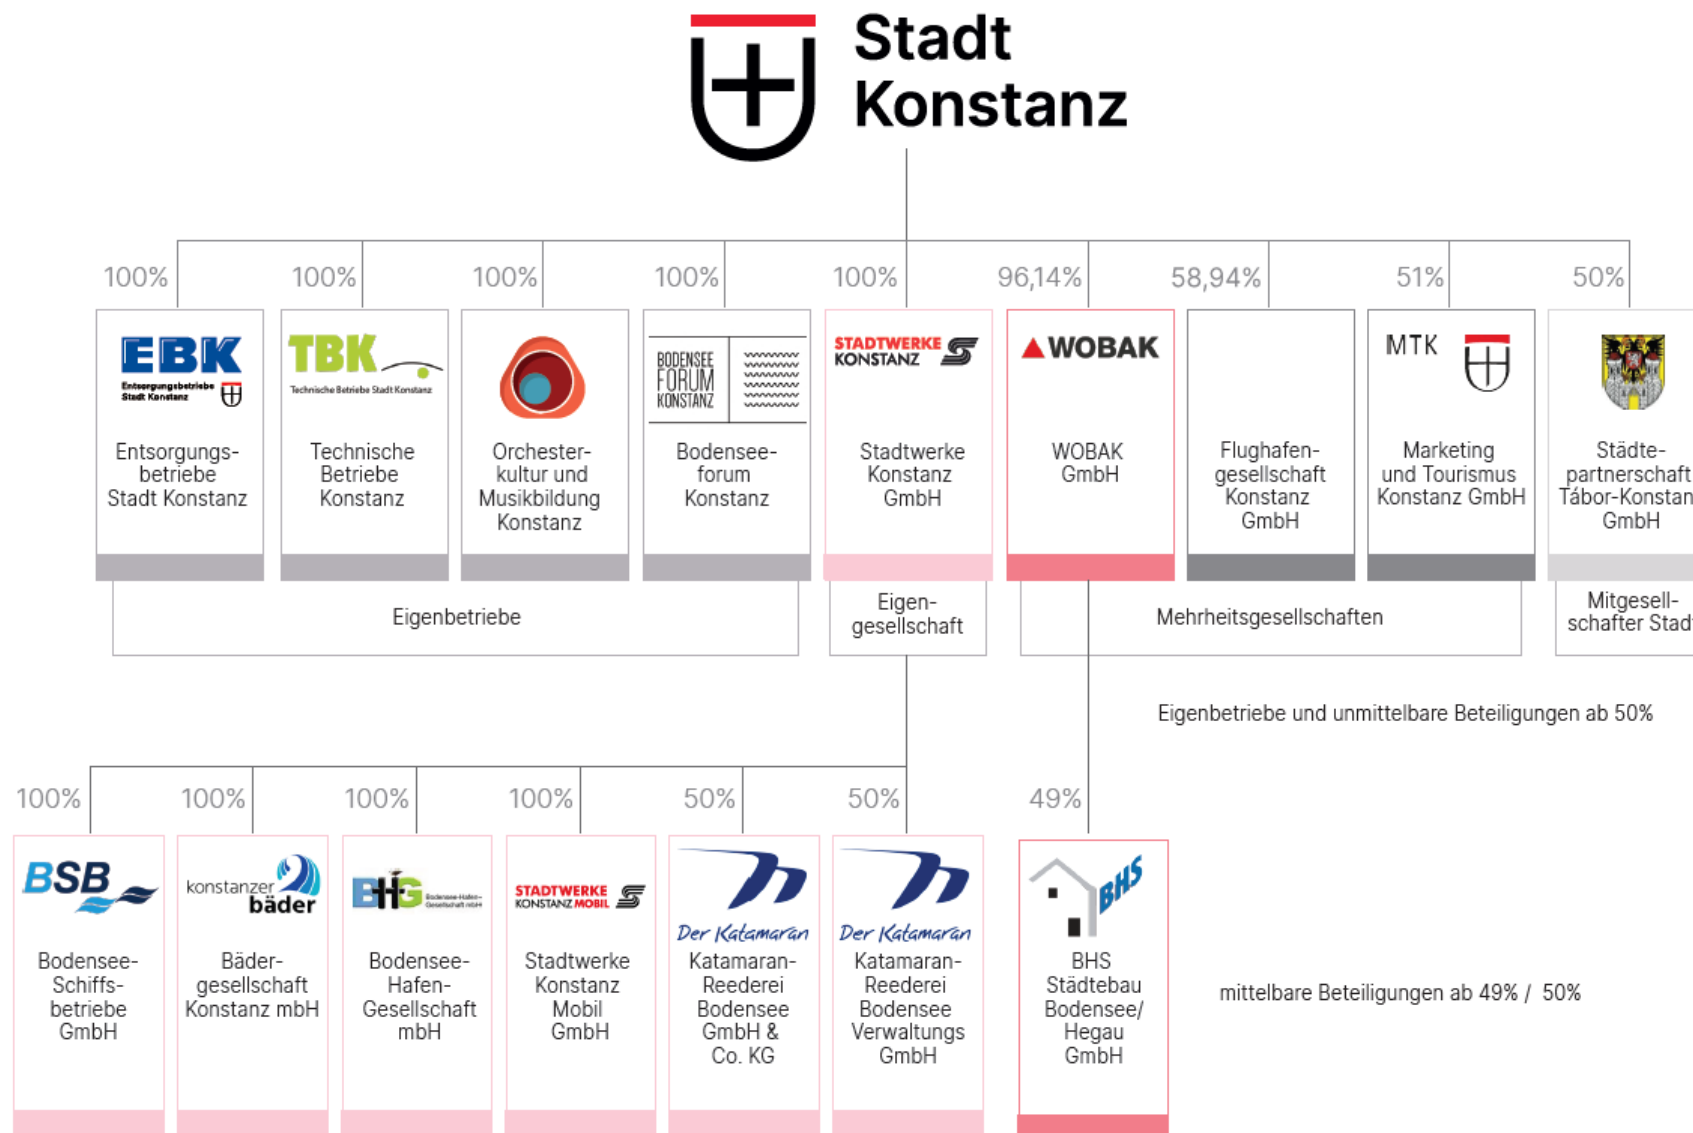 Stadt
Konstanz
100%
100%
100%
100%
100%
96,14%
58,94%
51%
50%
EBK
Entsorgungsbetriebe
Stadt Konstanz
TBK
Technische Betriebe Stadt Konstanz
BODENSEE
FORUM
KONSTANZ
STADTWERKE
KONSTANZ
WOBAK
MTK
Entsorgungs-
betriebe
Stadt Konstanz
Technische
Betriebe
Konstanz
Orchester-
kultur und
Musikbildung
Konstanz
Bodensee-
forum
Konstanz
Stadtwerke
Konstanz
GmbH
WOBAK
GmbH
Flughafen-
gesellschaft
Konstanz
GmbH
Marketing
und Tourismus
Konstanz GmbH
Städte-
partnerschaft
Tábor-Konstan
GmbH
Eigenbetriebe
Eigen-
gesellschaft
Mehrheitsgesellschaften
Mitgesell-
schafter Stad
Eigenbetriebe und unmittelbare Beteiligungen ab 50%
100%
100%
100%
100%
50%
50%
49%
BSB
konstanzer
bäder
BHG
Bodensee-Hafen-
Gesellschaft mbH
STADTWERKE
KONSTANZ MOBIL
Der Katamaran
Der Katamaran
BHS
Bodensee-
Schiffs-
betriebe
GmbH
Bäder-
gesellschaft
Konstanz mbH
Bodensee-
Hafen-
Gesellschaft
mbH
Stadtwerke
Konstanz
Mobil
GmbH
Katamaran-
Reederei
Bodensee
GmbH &
Co. KG
Katamaran-
Reederei
Bodensee
Verwaltungs
GmbH
BHS
Städtebau
Bodensee/
Hegau
GmbH
mittelbare Beteiligungen ab 49% / 50%